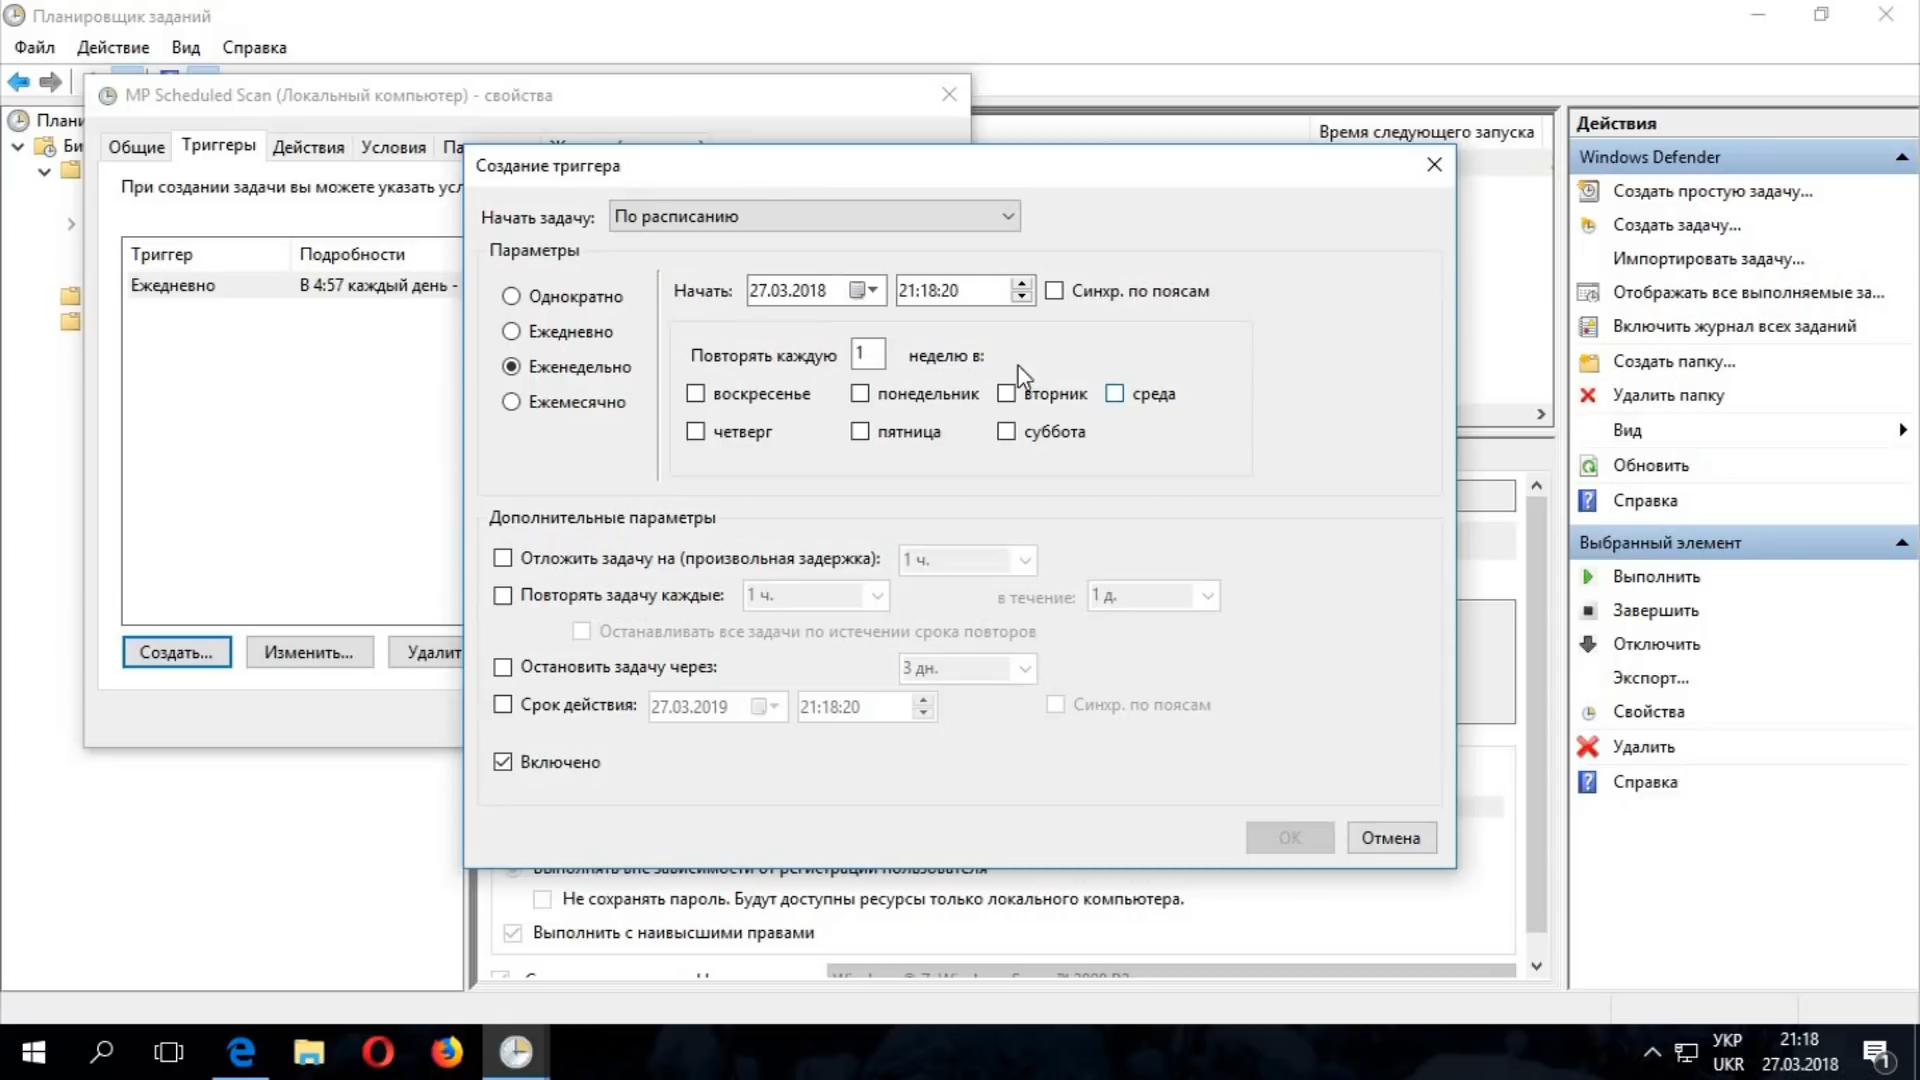 Планировщик заданий
Файл Действие Вид Справка
MP Scheduled Scan (Локальный компьютер) - свойства
Общие Триггеры Действия Условия
При создании задачи вы можете указать
Триггер Подробности
Ежедневно В 4:57 каждый день -
Создать... Изменить...
Создание триггера
Начать задачу: По расписанию
Параметры
Однократно
Ежедневно
Еженедельно
Ежемесячно
Начать: 27.03.2018 21:18:20 Синхр. по поясам
Повторять каждую 1 неделю в:
воскресенье понедельник вторник среда
четверг пятница суббота
Дополнительные параметры
Отложить задачу на (произвольная задержка): 1 ч.
Повторять задачу каждые: 1 ч. в течение: 1 д.
Останавливать все задачи по истечении срока повторов
Остановить задачу через: 3 дн.
Срок действия: 27.03.2019 21:18:20 Синхр. по поясам
Включено
OK Отмена
Время следующего запуска
Выполнять вне зависимости от регистрации пользователя
Не сохранять пароль. Будут доступны ресурсы только локального компьютера.
Выполнить с наивысшими правами
Действия
Windows Defender
Создать простую задачу...
Создать задачу...
Импортировать задачу...
Отображать все выполняемые за...
Включить журнал всех заданий
Создать папку...
Удалить папку
Вид
Обновить
Справка
Выбранный элемент
Выполнить
Завершить
Отключить
Экспорт...
Свойства
Удалить
Справка
УКР
UKR
21:18
27.03.2018
1